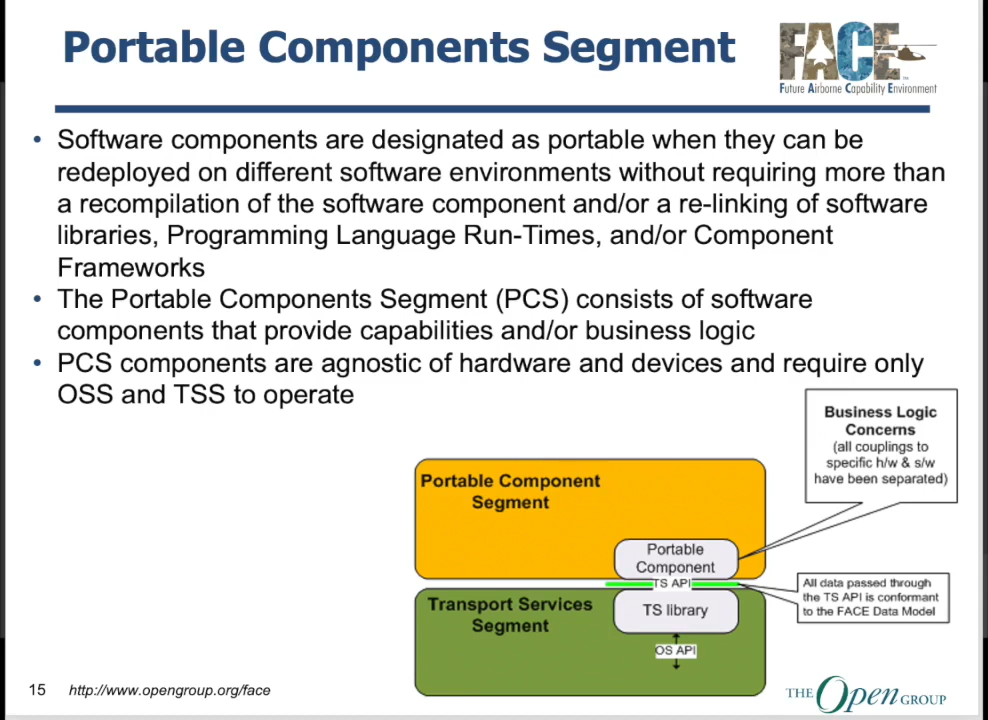 Portable Components Segment
FACE
™
Future Airborne Capability Environment
• Software components are designated as portable when they can be
redeployed on different software environments without requiring more than
a recompilation of the software component and/or a re-linking of software
libraries, Programming Language Run-Times, and/or Component
Frameworks
• The Portable Components Segment (PCS) consists of software
components that provide capabilities and/or business logic
• PCS components are agnostic of hardware and devices and require only
OSS and TSS to operate
Business Logic
Concerns
(all couplings to
specific h/w & s/w
have been separated)
Portable Component
Segment
Portable
Component
TS API
All data passed through
the TS API is conformant
to the FACE Data Model
Transport Services
Segment
TS library
OS API
15 http://www.opengroup.org/face
THE Open GROUP